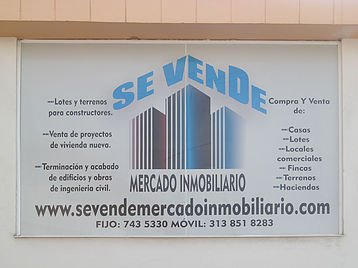 SE VENDE
MERCADO INMOBILIARIO
--Lotes y terrenos
para constructores.
--Venta de proyectos
de vivienda nueva.
--Terminación y acabado
de edificios y obras
de ingeniería civil.
Compra Y Venta
de:
--Casas
--Lotes
--Locales
comerciales
--Fincas
--Terrenos
--Haciendas
www.sevendemercadoinmobiliario.com
FIJO: 743 5330 MÓVIL: 313 851 8283